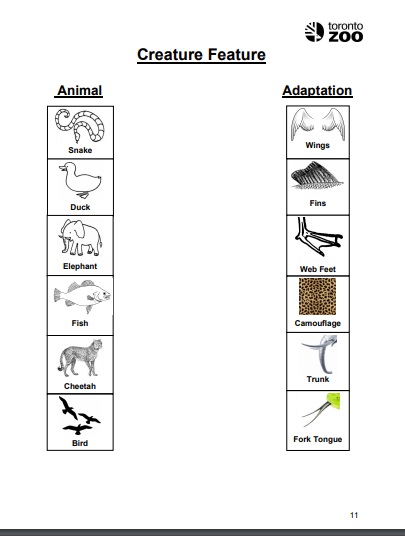 toronto
ZOO
Creature Feature
Animal
Adaptation
Snake
Wings
Duck
Fins
Elephant
Web Feet
Fish
Camouflage
Cheetah
Trunk
Bird
Fork Tongue
11